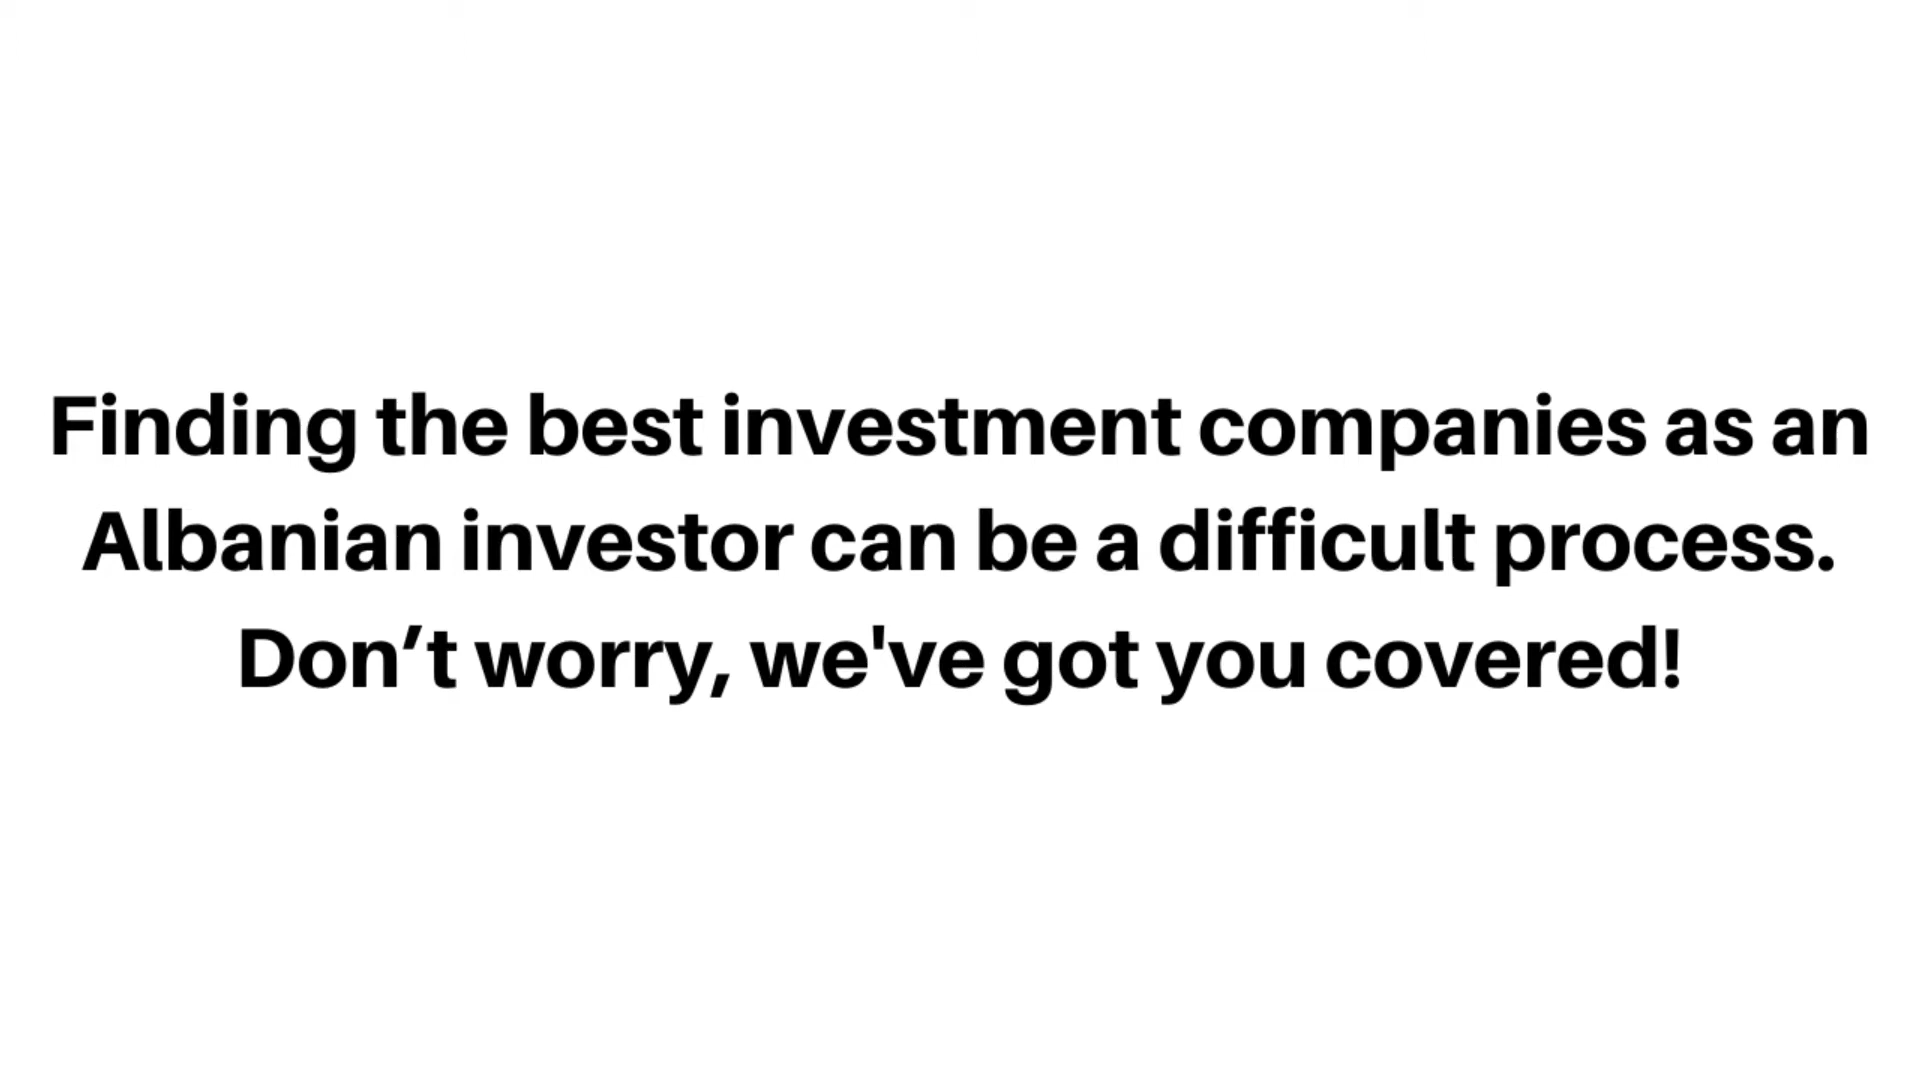 Finding the best investment companies as an
Albanian investor can be a difficult process.
Don’t worry, we've got you covered!